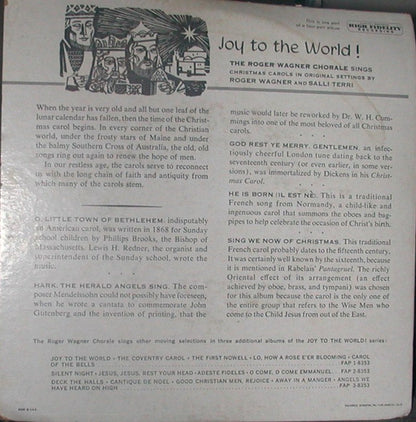 This is one part
of a four part album
HIGH FIDELITY
RECORDING
Joy to the World!
THE ROGER WAGNER CHORALE SINGS
CHRISTMAS CAROLS IN ORIGINAL SETTINGS BY
ROGER WAGNER AND SALLI TERRI
When the year is very old and all but one leaf of the
lunar calendar has fallen, then the time of the Christ-
mas carol begins. In every corner of the Christian
world, under the frosty stars of Maine and under
the balmy Southern Cross of Australia, the old, old
songs ring out again to renew the hope of men.
In our restless age, the carols serve to reconnect
us with the long chain of faith and antiquity from
which many of the carols stem.
O, LITTLE TOWN OF BETHLEHEM, indisputably
an American carol, was written in 1868 for Sunday
school children by Phillips Brooks, the Bishop of
Massachusetts. Lewis H. Redner, the organist and
superintendent of the Sunday school, wrote the
music.
HARK, THE HERALD ANGELS SING. The com-
poser Mendelssohn could not possibly have foreseen,
when he wrote a cantata to commemorate John
Gutenberg and the invention of printing, that the
music would later be reworked by Dr. W. H. Cum-
mings into one of the most beloved of all Christmas
carols.
GOD REST YE MERRY, GENTLEMEN, an infec-
tiously cheerful London tune dating back to the
seventeenth century (or even earlier, in some ver-
sions), was immortalized by Dickens in his Christ-
mas Carol.
HE IS BORN (IL EST NÉ). This is a traditional
French song from Normandy, a child-like and
ingenuous carol that summons the oboes and bag-
pipes to help celebrate the occasion of Christ's birth.
SING WE NOW OF CHRISTMAS. This traditional
French carol probably dates to the fifteenth century.
It was certainly well known by the sixteenth, because
it is mentioned in Rabelais' Pantagruel. The richly
Oriental effect of its arrangement (an effect
achieved by oboe, brass, and tympani) was chosen
for this album because the carol is the only one of
the entire group that refers to the Wise Men who
come to the Child Jesus from out of the East.
The Roger Wagner Chorale sings other moving selections in three additional albums of the JOY TO THE WORLD! series:
JOY TO THE WORLD · THE COVENTRY CAROL · THE FIRST NOWELL · LO, HOW A ROSE E'ER BLOOMING · CAROL
OF THE BELLS FAP 1-8353
SILENT NIGHT · JESUS, JESUS, REST YOUR HEAD · ADESTE FIDELES · O COME, O COME EMMANUEL FAP 2-8353
DECK THE HALLS · CANTIQUE DE NOEL · GOOD CHRISTIAN MEN, REJOICE · AWAY IN A MANGER · ANGELS WE
HAVE HEARD ON HIGH FAP 3-8353